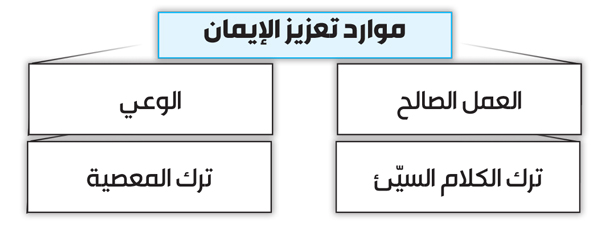 موارد تعزيز الإيمان
العمل الصالح
الوعي
ترك الكلام السيّئ
ترك المعصية